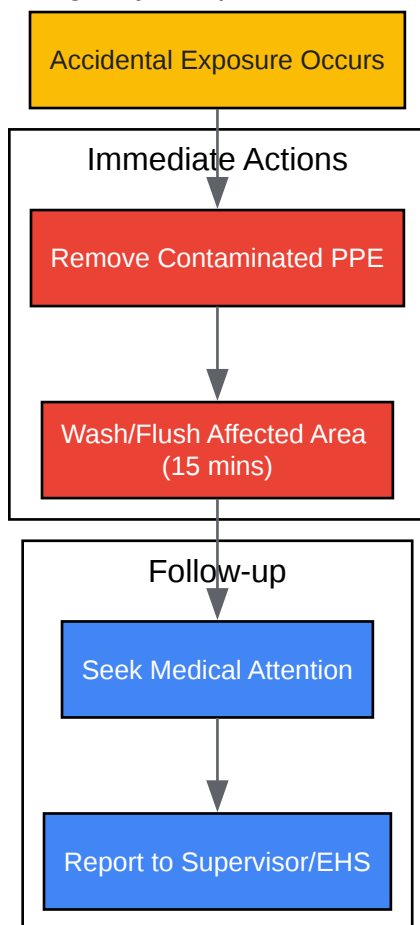 Accidental Exposure Occurs
Immediate Actions
Remove Contaminated PPE
Wash/Flush Affected Area
(15 mins)
Follow-up
Seek Medical Attention
Report to Supervisor/EHS